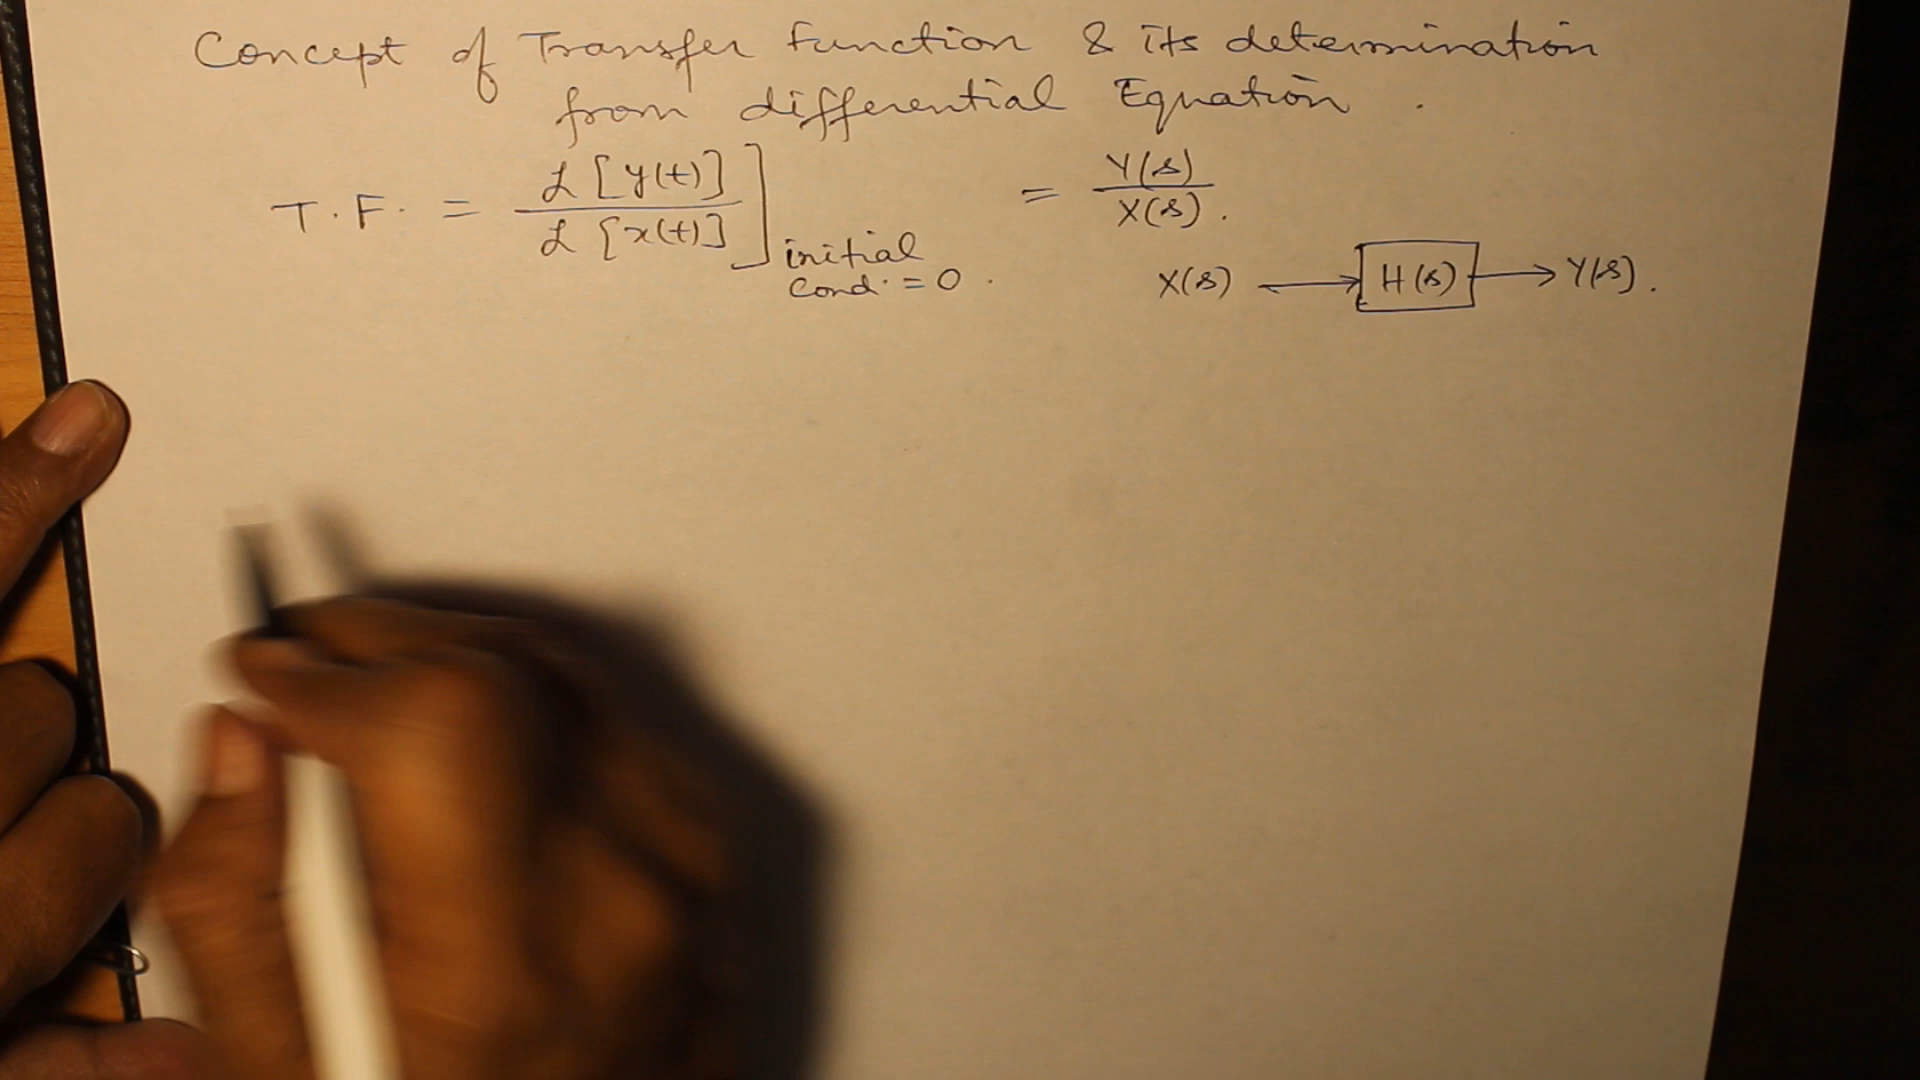 Concept of Transfer function & its determination
from differential Equation .
T.F. = ℒ[y(t)] / ℒ[x(t)] ] initial cond. = 0 . = Y(s) / X(s) .
X(s) → H(s) → Y(s) .